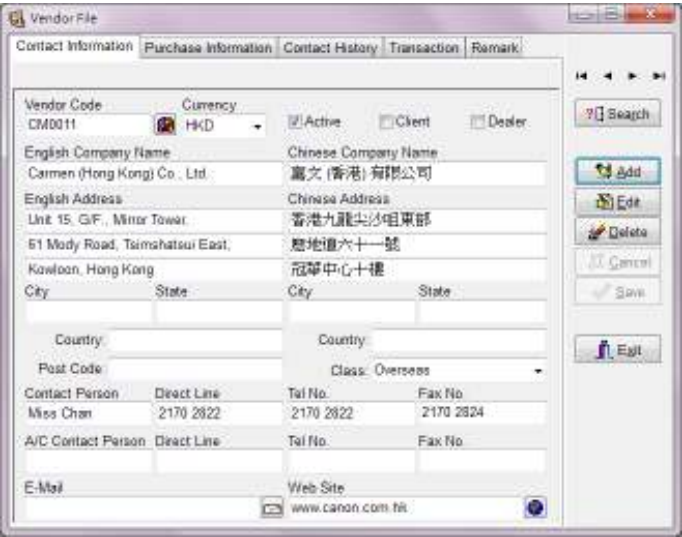 Vendor File
Contact Information Purchase Information Contact History Transaction Remark
Vendor Code Currency
CM0011 HKD Active Client Dealer
? Search
English Company Name Chinese Company Name
Carmen (Hong Kong) Co., Ltd. 嘉文 (香港) 有限公司
Add
English Address Chinese Address
Edit
Unit 15, G/F., Mirror Tower, 香港九龍尖沙咀東部
Delete
61 Mody Road, Tsimshatsui East, 麼地道六十一號
Cancel
Kowloon, Hong Kong 冠華中心十樓
City State City State
Save
Country: Country:
Exit
Post Code: Class: Overseas
Contact Person Direct Line Tel No. Fax No.
Miss Chan 2170 2822 2170 2822 2170 2824
A/C Contact Person Direct Line Tel No. Fax No.
E-Mail Web Site
www.canon.com.hk